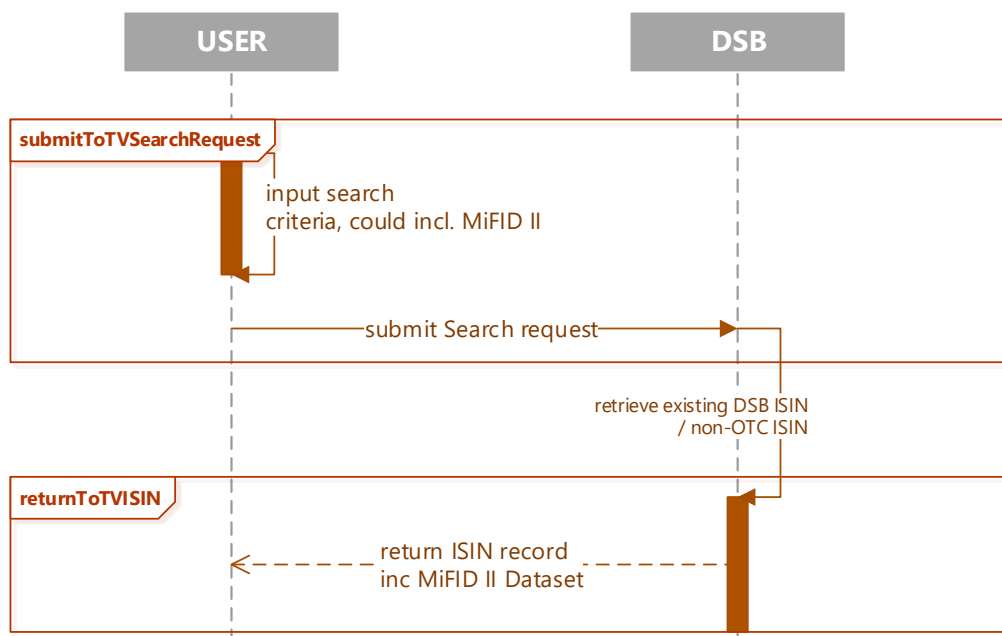 USER
DSB
submitToTVSearchRequest
input search
criteria, could incl. MiFID II
submit Search request
retrieve existing DSB ISIN
/ non-OTC ISIN
returnToTVISIN
return ISIN record
inc MiFID II Dataset